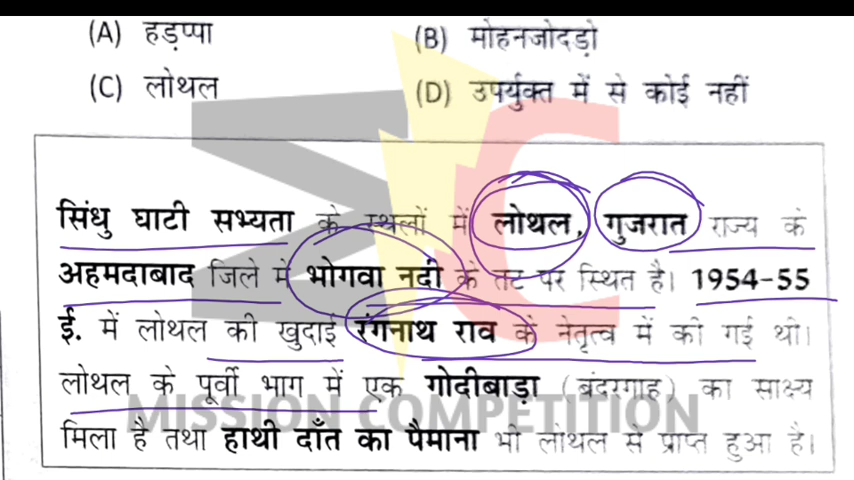 (A) हड़प्पा (B) मोहनजोदड़ो
(C) लोथल (D) उपर्युक्त में से कोई नहीं
सिंधु घाटी सभ्यता के स्थलों में लोथल, गुजरात राज्य के
अहमदाबाद जिले में भोगवा नदी के तट पर स्थित है। 1954-55
ई. में लोथल की खुदाई रंगनाथ राव के नेतृत्व में की गई थी।
लोथल के पूर्वी भाग में एक गोदीबाड़ा (बंदरगाह) का साक्ष्य
MISSION COMPETITION
मिला है तथा हाथी दाँत का पैमाना भी लोथल से प्राप्त हुआ है।